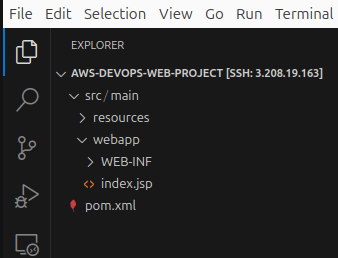 File Edit Selection View Go Run Terminal
EXPLORER
AWS-DEVOPS-WEB-PROJECT [SSH: 3.208.19.163]
src / main
resources
webapp
WEB-INF
index.jsp
pom.xml